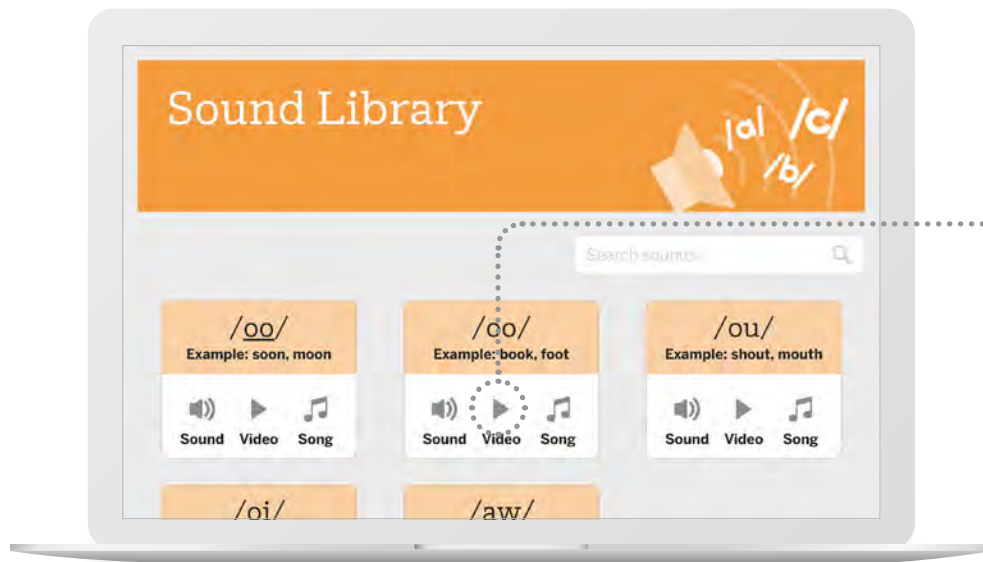 Sound Library
/a/ /c/
/b/
Search sounds...
/oo/
Example: soon, moon
Sound Video Song
/oo/
Example: book, foot
Sound Video Song
/ou/
Example: shout, mouth
Sound Video Song
/oi/
/aw/